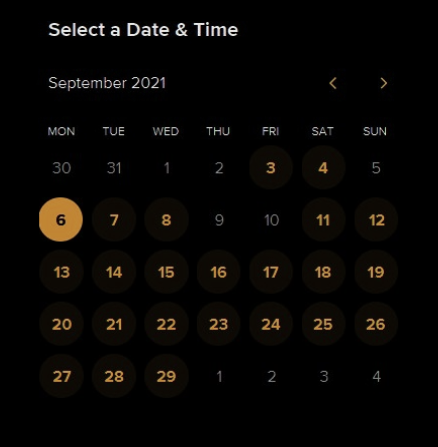 Select a Date & Time
September 2021
MON TUE WED THU FRI SAT SUN
30 31 1 2 3 4 5
6 7 8 9 10 11 12
13 14 15 16 17 18 19
20 21 22 23 24 25 26
27 28 29 1 2 3 4